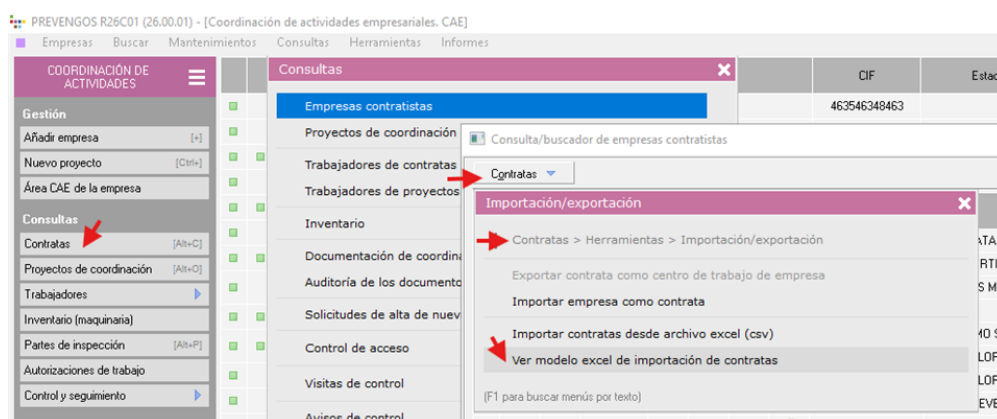 PREVENGOS R26C01 (26.00.01) - [Coordinación de actividades empresariales. CAE]
Empresas Buscar Mantenimientos Consultas Herramientas Informes
COORDINACIÓN DE
ACTIVIDADES
Gestión
Añadir empresa [+]
Nuevo proyecto [Ctrl+]
Área CAE de la empresa
Consultas
Contratas [Alt+C]
Proyectos de coordinación [Alt+O]
Trabajadores
Inventario (maquinaria)
Partes de inspección [Alt+P]
Autorizaciones de trabajo
Control y seguimiento
Consultas
Empresas contratistas
Proyectos de coordinación
Trabajadores de contratas
Trabajadores de proyectos
Inventario
Documentación de coordina
Auditoría de los documento
Solicitudes de alta de nuev
Control de acceso
Visitas de control
Avisos de control
CIF
463546348463
Consulta/buscador de empresas contratistas
Contratas
Importación/exportación
Contratas > Herramientas > Importación/exportación
Exportar contrata como centro de trabajo de empresa
Importar empresa como contrata
Importar contratas desde archivo excel (csv)
Ver modelo excel de importación de contratas
(F1 para buscar menús por texto)